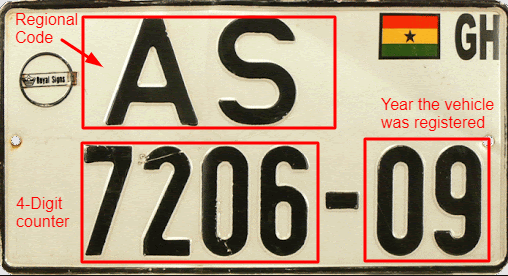 Regional
Code
AS
GH
Royal Signs
Year the vehicle
was registered
4-Digit
counter
7206-09